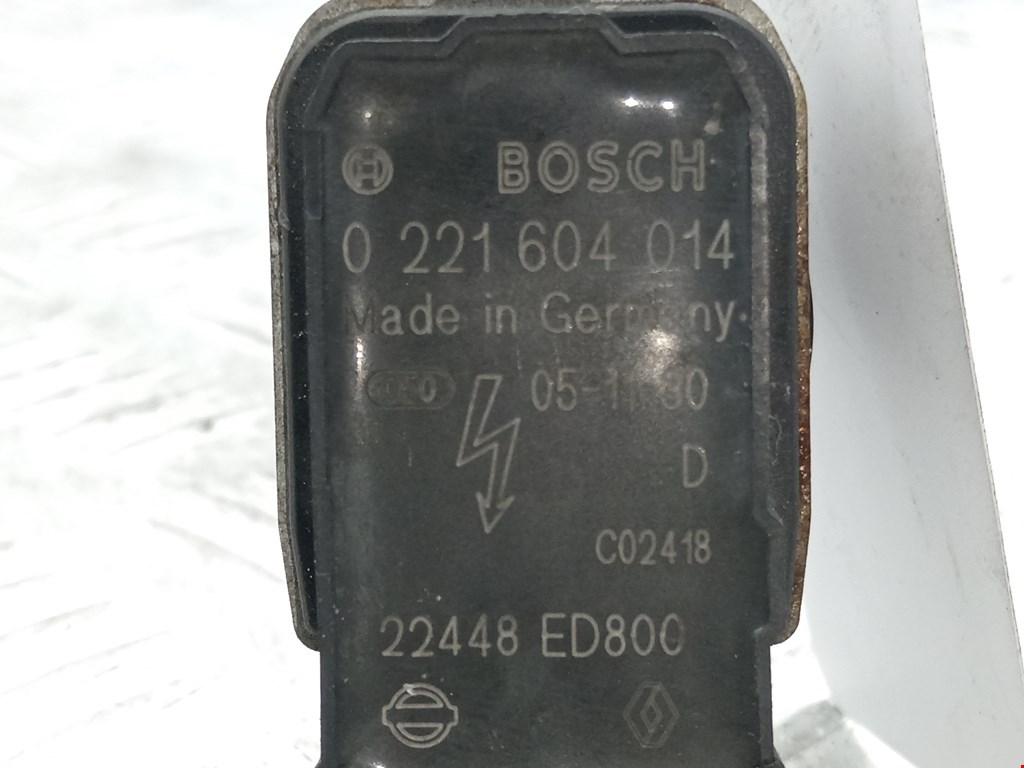 BOSCH
0 221 604 014
Made in Germany
D
C02418
22448 ED800